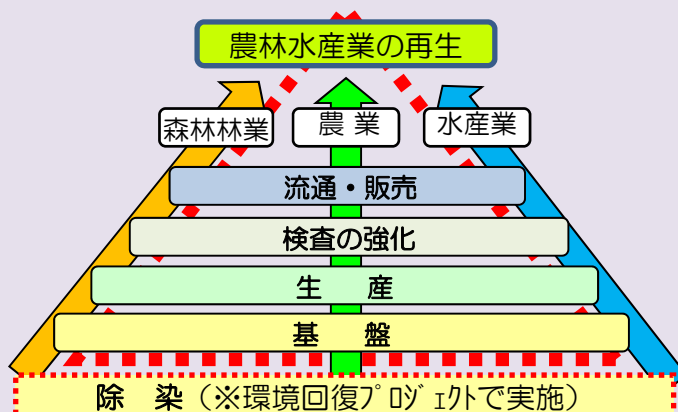 農林水産業の再生
森林林業
農 業
水産業
流通・販売
検査の強化
生　産
基　盤
除　染（※環境回復ﾌﾟﾛｼﾞｪｸﾄで実施）